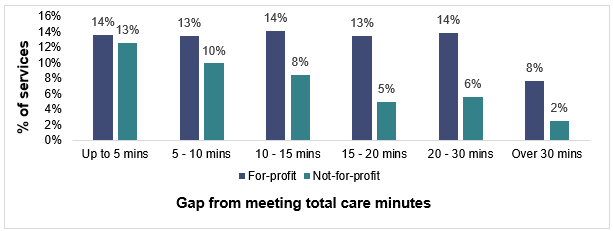 16%
14%
12%
10%
8%
6%
4%
2%
0%
% of services
14% 13% 13% 10% 14% 8% 13% 5% 14% 6% 8% 2%
Up to 5 mins 5 - 10 mins 10 - 15 mins 15 - 20 mins 20 - 30 mins Over 30 mins
For-profit Not-for-profit
Gap from meeting total care minutes